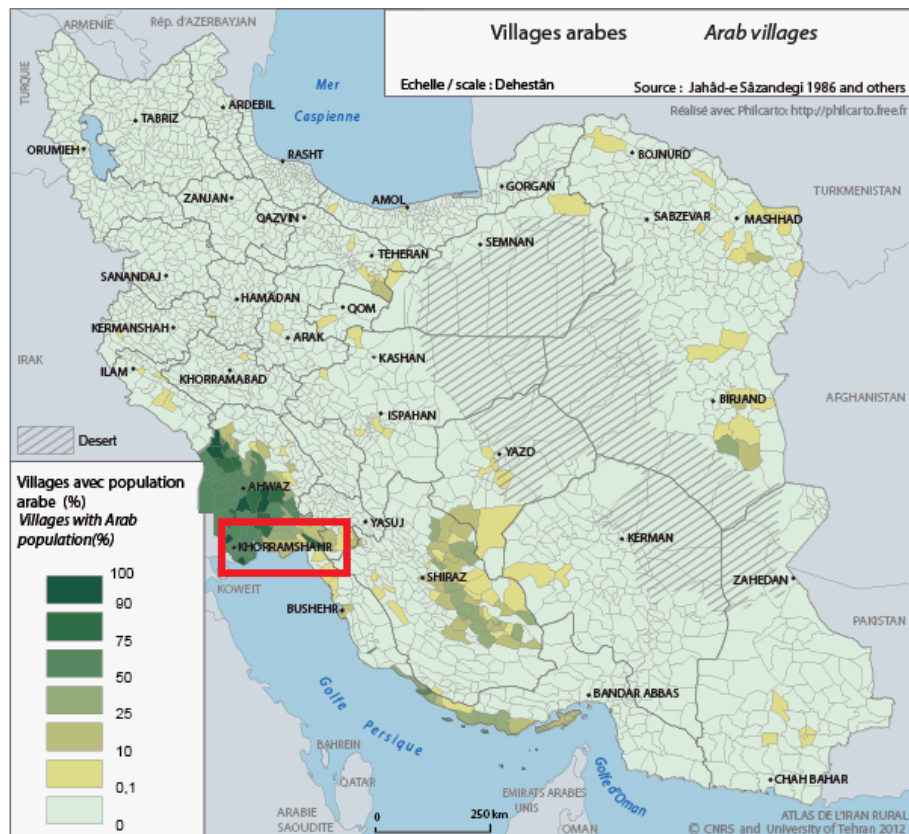 ARMENIE
Rép. d'AZERBAYJAN
Villages arabes
Arab villages
Echelle / scale : Dehestân
Source : Jahâd-e Sâzandegi 1986 and others
Réalisé avec Philcarto: http://philcarto.free.fr
TURQUIE
Mer
Caspienne
TABRIZ
ARDEBIL
ORUMIEH
RASHT
BOJNURD
TURKMENISTAN
ZANJAN
AMOL
GORGAN
QAZVIN
SABZEVAR
MASHHAD
TEHERAN
SEMNAN
SANANDAJ
HAMADAN
QOM
KERMANSHAH
ARAK
IRAK
KASHAN
ILAM
KHORRAMABAD
AFGHANISTAN
BIRJAND
ISPAHAN
Desert
YAZD
Villages avec population
arabe (%)
Villages with Arab
population(%)
AHWAZ
YASUJ
KHORRAMSHAHR
KERMAN
100
90
75
50
25
10
0,1
0
KOWEIT
SHIRAZ
ZAHEDAN
BUSHEHR
PAKISTAN
Golfe
Persique
BANDAR ABBAS
BAHREIN
QATAR
Golfe d'Oman
CHAH BAHAR
EMIRATS ARABES
UNIS
ARABIE
SAOUDITE
0
250 km
OMAN
ATLAS DE L'IRAN RURAL
© CNRS and University of Tehran 2012